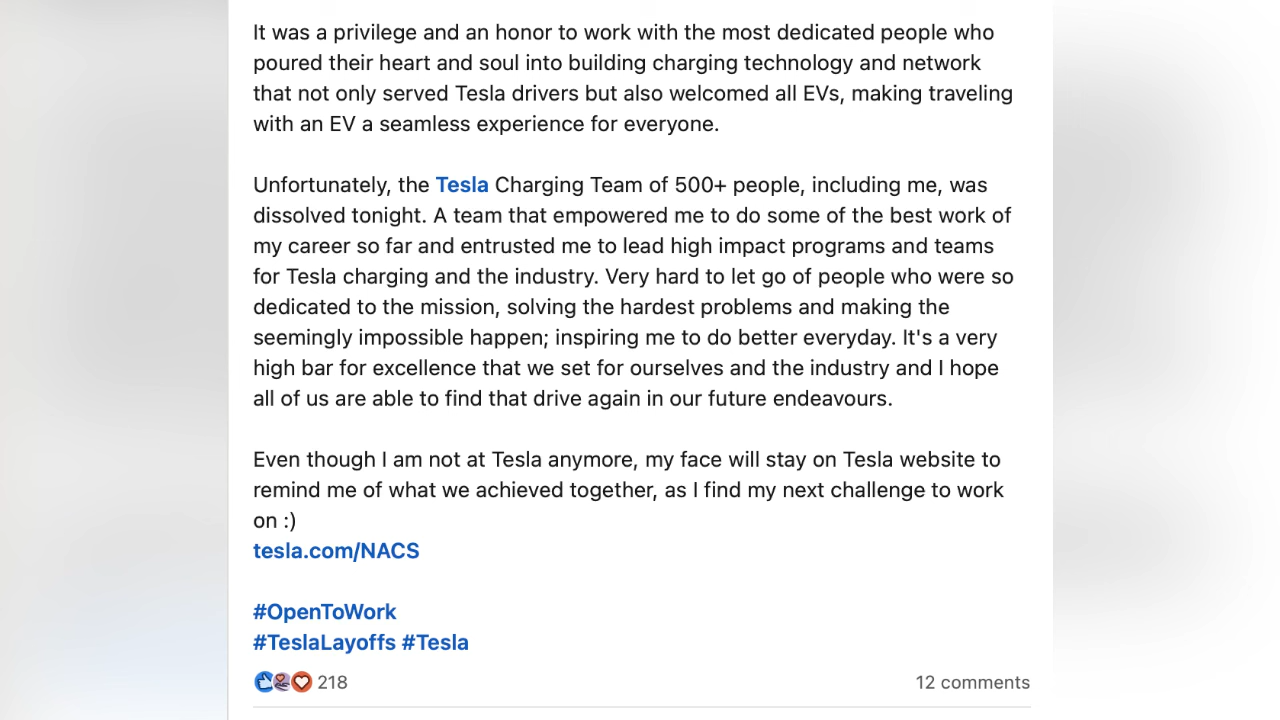 It was a privilege and an honor to work with the most dedicated people who
poured their heart and soul into building charging technology and network
that not only served Tesla drivers but also welcomed all EVs, making traveling
with an EV a seamless experience for everyone.
Unfortunately, the Tesla Charging Team of 500+ people, including me, was
dissolved tonight. A team that empowered me to do some of the best work of
my career so far and entrusted me to lead high impact programs and teams
for Tesla charging and the industry. Very hard to let go of people who were so
dedicated to the mission, solving the hardest problems and making the
seemingly impossible happen; inspiring me to do better everyday. It's a very
high bar for excellence that we set for ourselves and the industry and I hope
all of us are able to find that drive again in our future endeavours.
Even though I am not at Tesla anymore, my face will stay on Tesla website to
remind me of what we achieved together, as I find my next challenge to work
on :)
tesla.com/NACS
#OpenToWork
#TeslaLayoffs #Tesla
218 12 comments